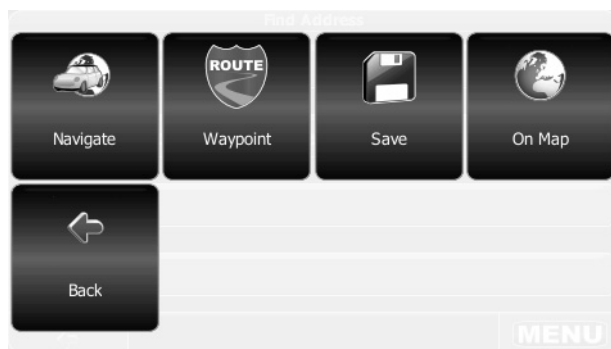 Find Address
ROUTE
Navigate
Waypoint
Save
On Map
Back
MENU